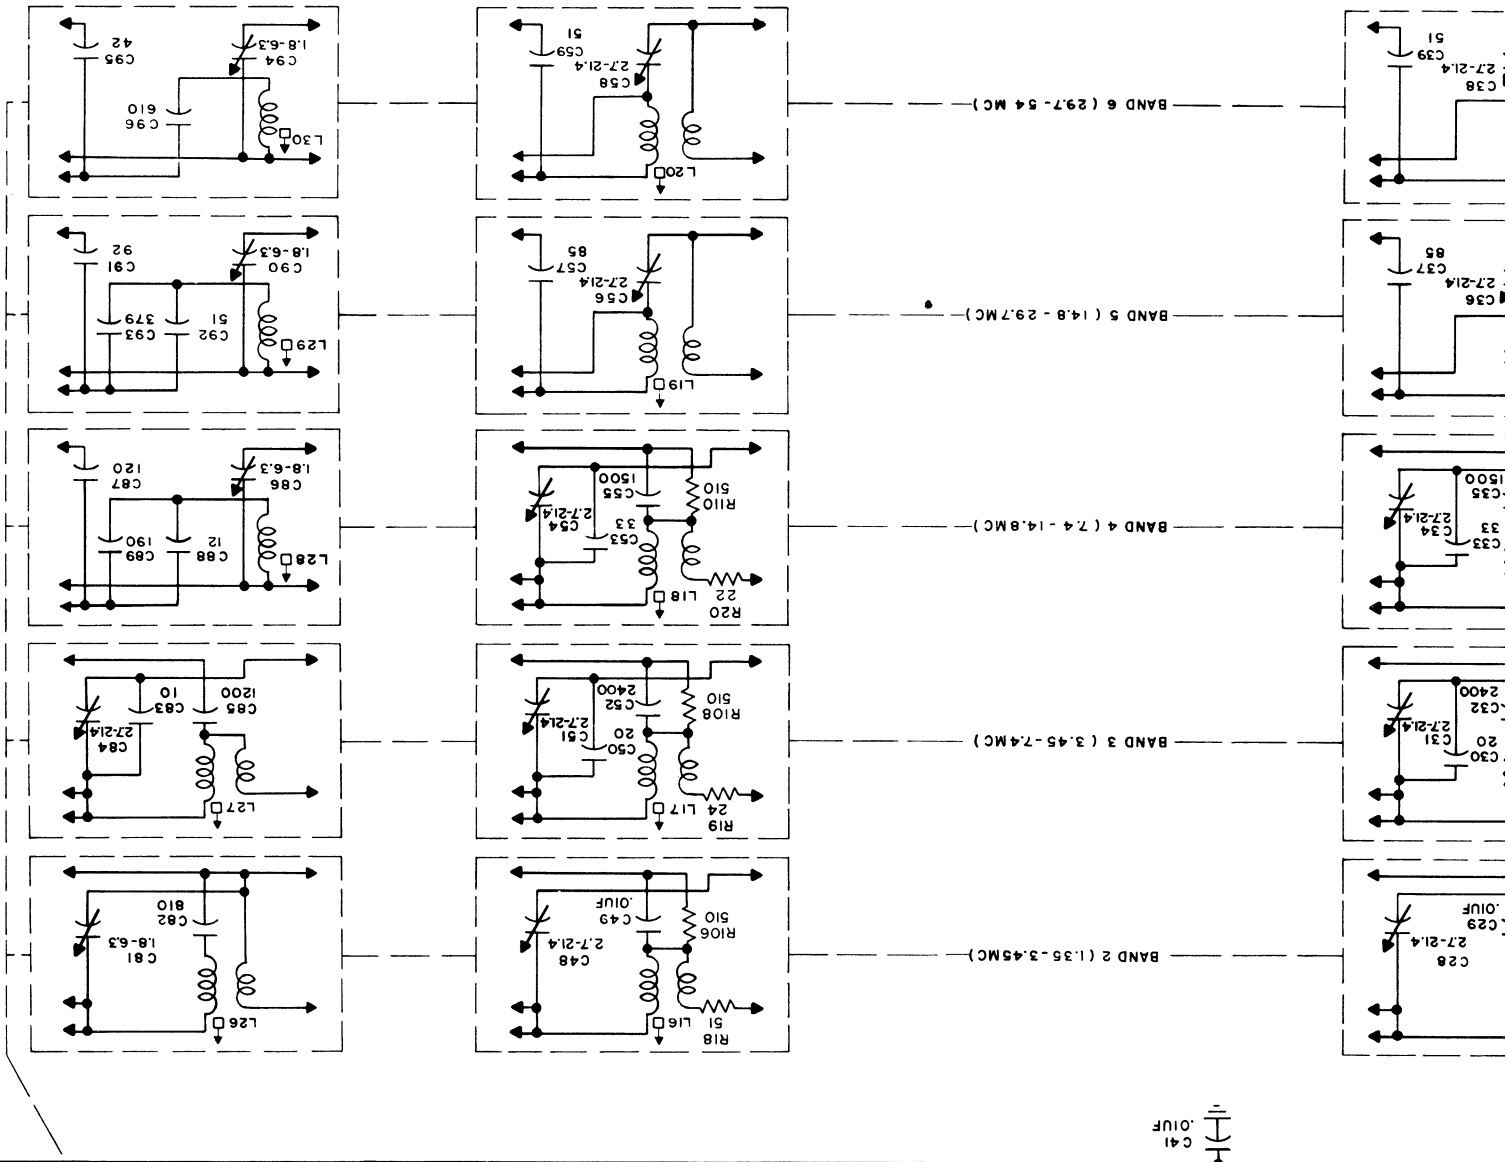 C41
.01UF
C28
2.7-21.4
C29
.01UF
BAND 2 (1.35-3.45MC)
R18
51
L16
R106
510
C49
.01UF
C48
2.7-21.4
L26
C82
810
C81
1.8-6.3
C30
20
C31
2.7-21.4
C32
2400
BAND 3 (3.45-7.4MC)
R19
24
L17
R108
510
C50
20
C51
2.7-21.4
C52
2400
L27
C84
2.7-21.4
C85
1200
C83
10
C33
33
C34
2.7-21.4
C35
1500
BAND 4 (7.4-14.8MC)
R20
22
L18
R110
510
C53
33
C54
2.7-21.4
C55
1500
L28
C88
12
C89
190
C86
1.8-6.3
C87
120
C36
2.7-21.4
C37
85
BAND 5 (14.8-29.7MC)
L19
C56
2.7-21.4
C57
85
L29
C92
51
C93
379
C90
1.8-6.3
C91
92
C38
2.7-21.4
C39
51
BAND 6 (29.7-54 MC)
L20
C58
2.7-21.4
C59
51
L30
C96
610
C94
1.8-6.3
C95
42